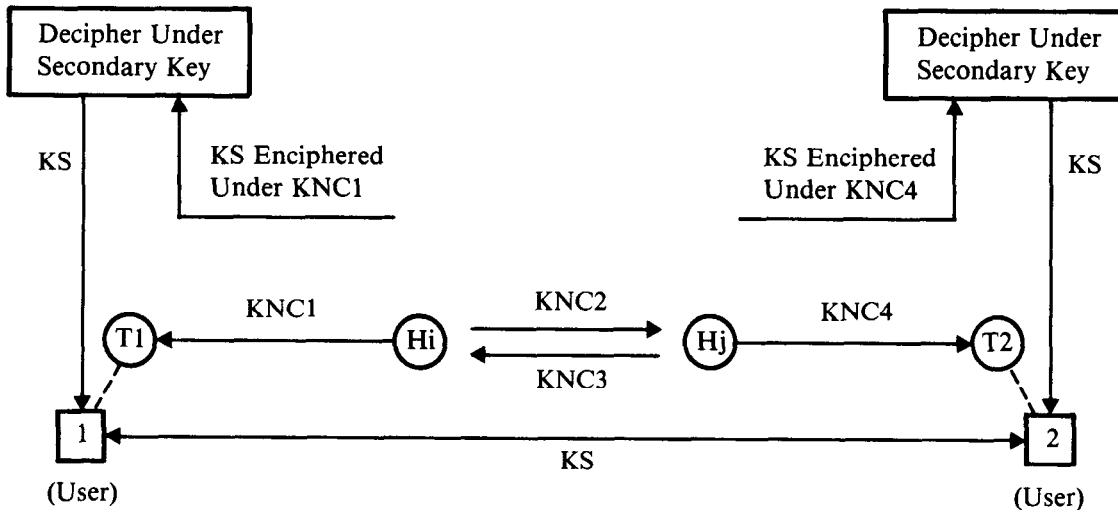 Decipher Under
Secondary Key
Decipher Under
Secondary Key
KS
KS Enciphered
Under KNC1
KS Enciphered
Under KNC4
KS
KNC1
KNC2
KNC4
T1
Hi
Hj
T2
KNC3
1
2
KS
(User)
(User)